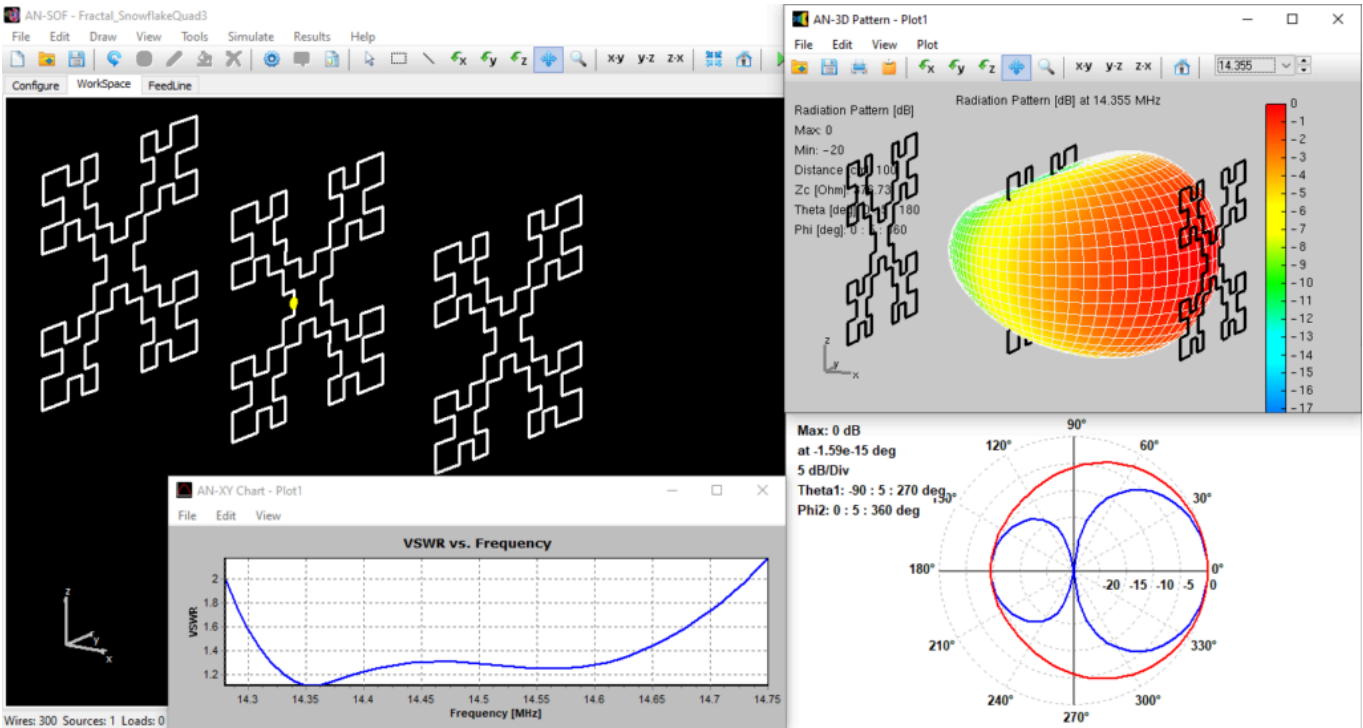 AN-SOF - Fractal_SnowflakeQuad3
File Edit Draw View Tools Simulate Results Help
x y z x-y y-z z-x
Configure WorkSpace FeedLine
z
y
x
Wires: 300 Sources: 1 Loads: 0
AN-3D Pattern - Plot1
File Edit View Plot
x y z x-y y-z z-x 14.355
Radiation Pattern [dB] at 14.355 MHz
Radiation Pattern [dB]
Max: 0
Min: -20
Distance 100
Zc [Ohm]: 376.73
Theta [deg]: 0 : 5 : 180
Phi [deg]: 0 : 5 : 360
z
y
x
0
-1
-2
-3
-4
-5
-6
-7
-8
-9
-10
-11
-12
-13
-14
-15
-16
-17
AN-XY Chart - Plot1
File Edit View
VSWR vs. Frequency
VSWR
2
1.8
1.6
1.4
1.2
14.3 14.35 14.4 14.45 14.5 14.55 14.6 14.65 14.7 14.75
Frequency [MHz]
Max: 0 dB
at -1.59e-15 deg
5 dB/Div
Theta1: -90 : 5 : 270 deg
Phi2: 0 : 5 : 360 deg
90°
120° 60°
30°
180° 0°
-20 -15 -10 -5 0
210° 330°
240° 300°
270°